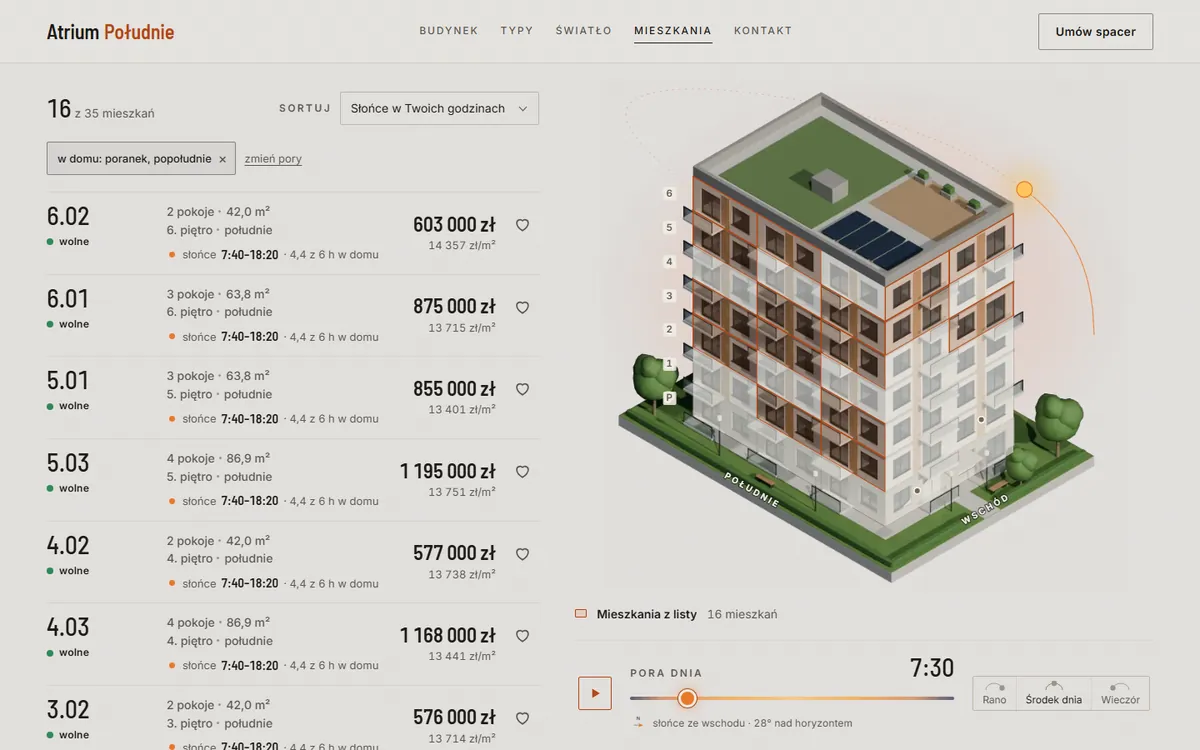 Atrium Południe
BUDYNEK TYPY ŚWIATŁO MIESZKANIA KONTAKT
Umów spacer
16 z 35 mieszkań
SORTUJ
Słońce w Twoich godzinach
w domu: poranek, popołudnie ×
zmień pory
6.02
wolne
2 pokoje · 42,0 m²
6. piętro · południe
słońce 7:40–18:20 · 4,4 z 6 h w domu
603 000 zł
14 357 zł/m²
6.01
wolne
3 pokoje · 63,8 m²
6. piętro · południe
słońce 7:40–18:20 · 4,4 z 6 h w domu
875 000 zł
13 715 zł/m²
5.01
wolne
3 pokoje · 63,8 m²
5. piętro · południe
słońce 7:40–18:20 · 4,4 z 6 h w domu
855 000 zł
13 401 zł/m²
5.03
wolne
4 pokoje · 86,9 m²
5. piętro · południe
słońce 7:40–18:20 · 4,4 z 6 h w domu
1 195 000 zł
13 751 zł/m²
4.02
wolne
2 pokoje · 42,0 m²
4. piętro · południe
słońce 7:40–18:20 · 4,4 z 6 h w domu
577 000 zł
13 738 zł/m²
4.03
wolne
4 pokoje · 86,9 m²
4. piętro · południe
słońce 7:40–18:20 · 4,4 z 6 h w domu
1 168 000 zł
13 441 zł/m²
3.02
wolne
2 pokoje · 42,0 m²
3. piętro · południe
słońce 7:40–18:20 · 4,4 z 6 h w domu
576 000 zł
13 714 zł/m²
6
5
4
3
2
1
P
POŁUDNIE
WSCHÓD
Mieszkania z listy 16 mieszkań
PORA DNIA
7:30
N
słońce ze wschodu · 28° nad horyzontem
Rano
Środek dnia
Wieczór